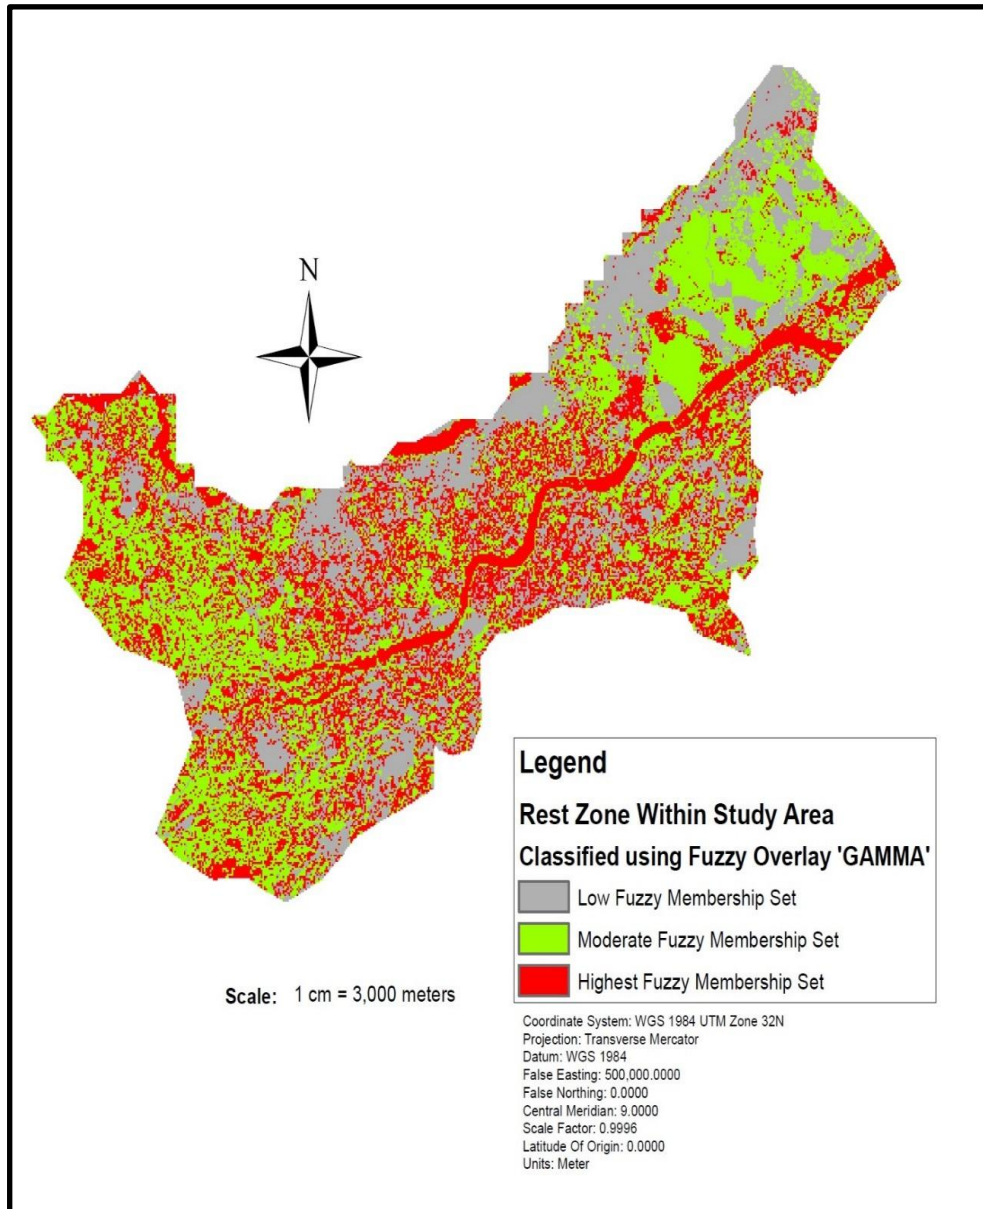 N
Legend
Rest Zone Within Study Area
Classified using Fuzzy Overlay 'GAMMA'
Low Fuzzy Membership Set
Moderate Fuzzy Membership Set
Highest Fuzzy Membership Set
Scale: 1 cm = 3,000 meters
Coordinate System: WGS 1984 UTM Zone 32N
Projection: Transverse Mercator
Datum: WGS 1984
False Easting: 500,000.0000
False Northing: 0.0000
Central Meridian: 9.0000
Scale Factor: 0.9996
Latitude Of Origin: 0.0000
Units: Meter